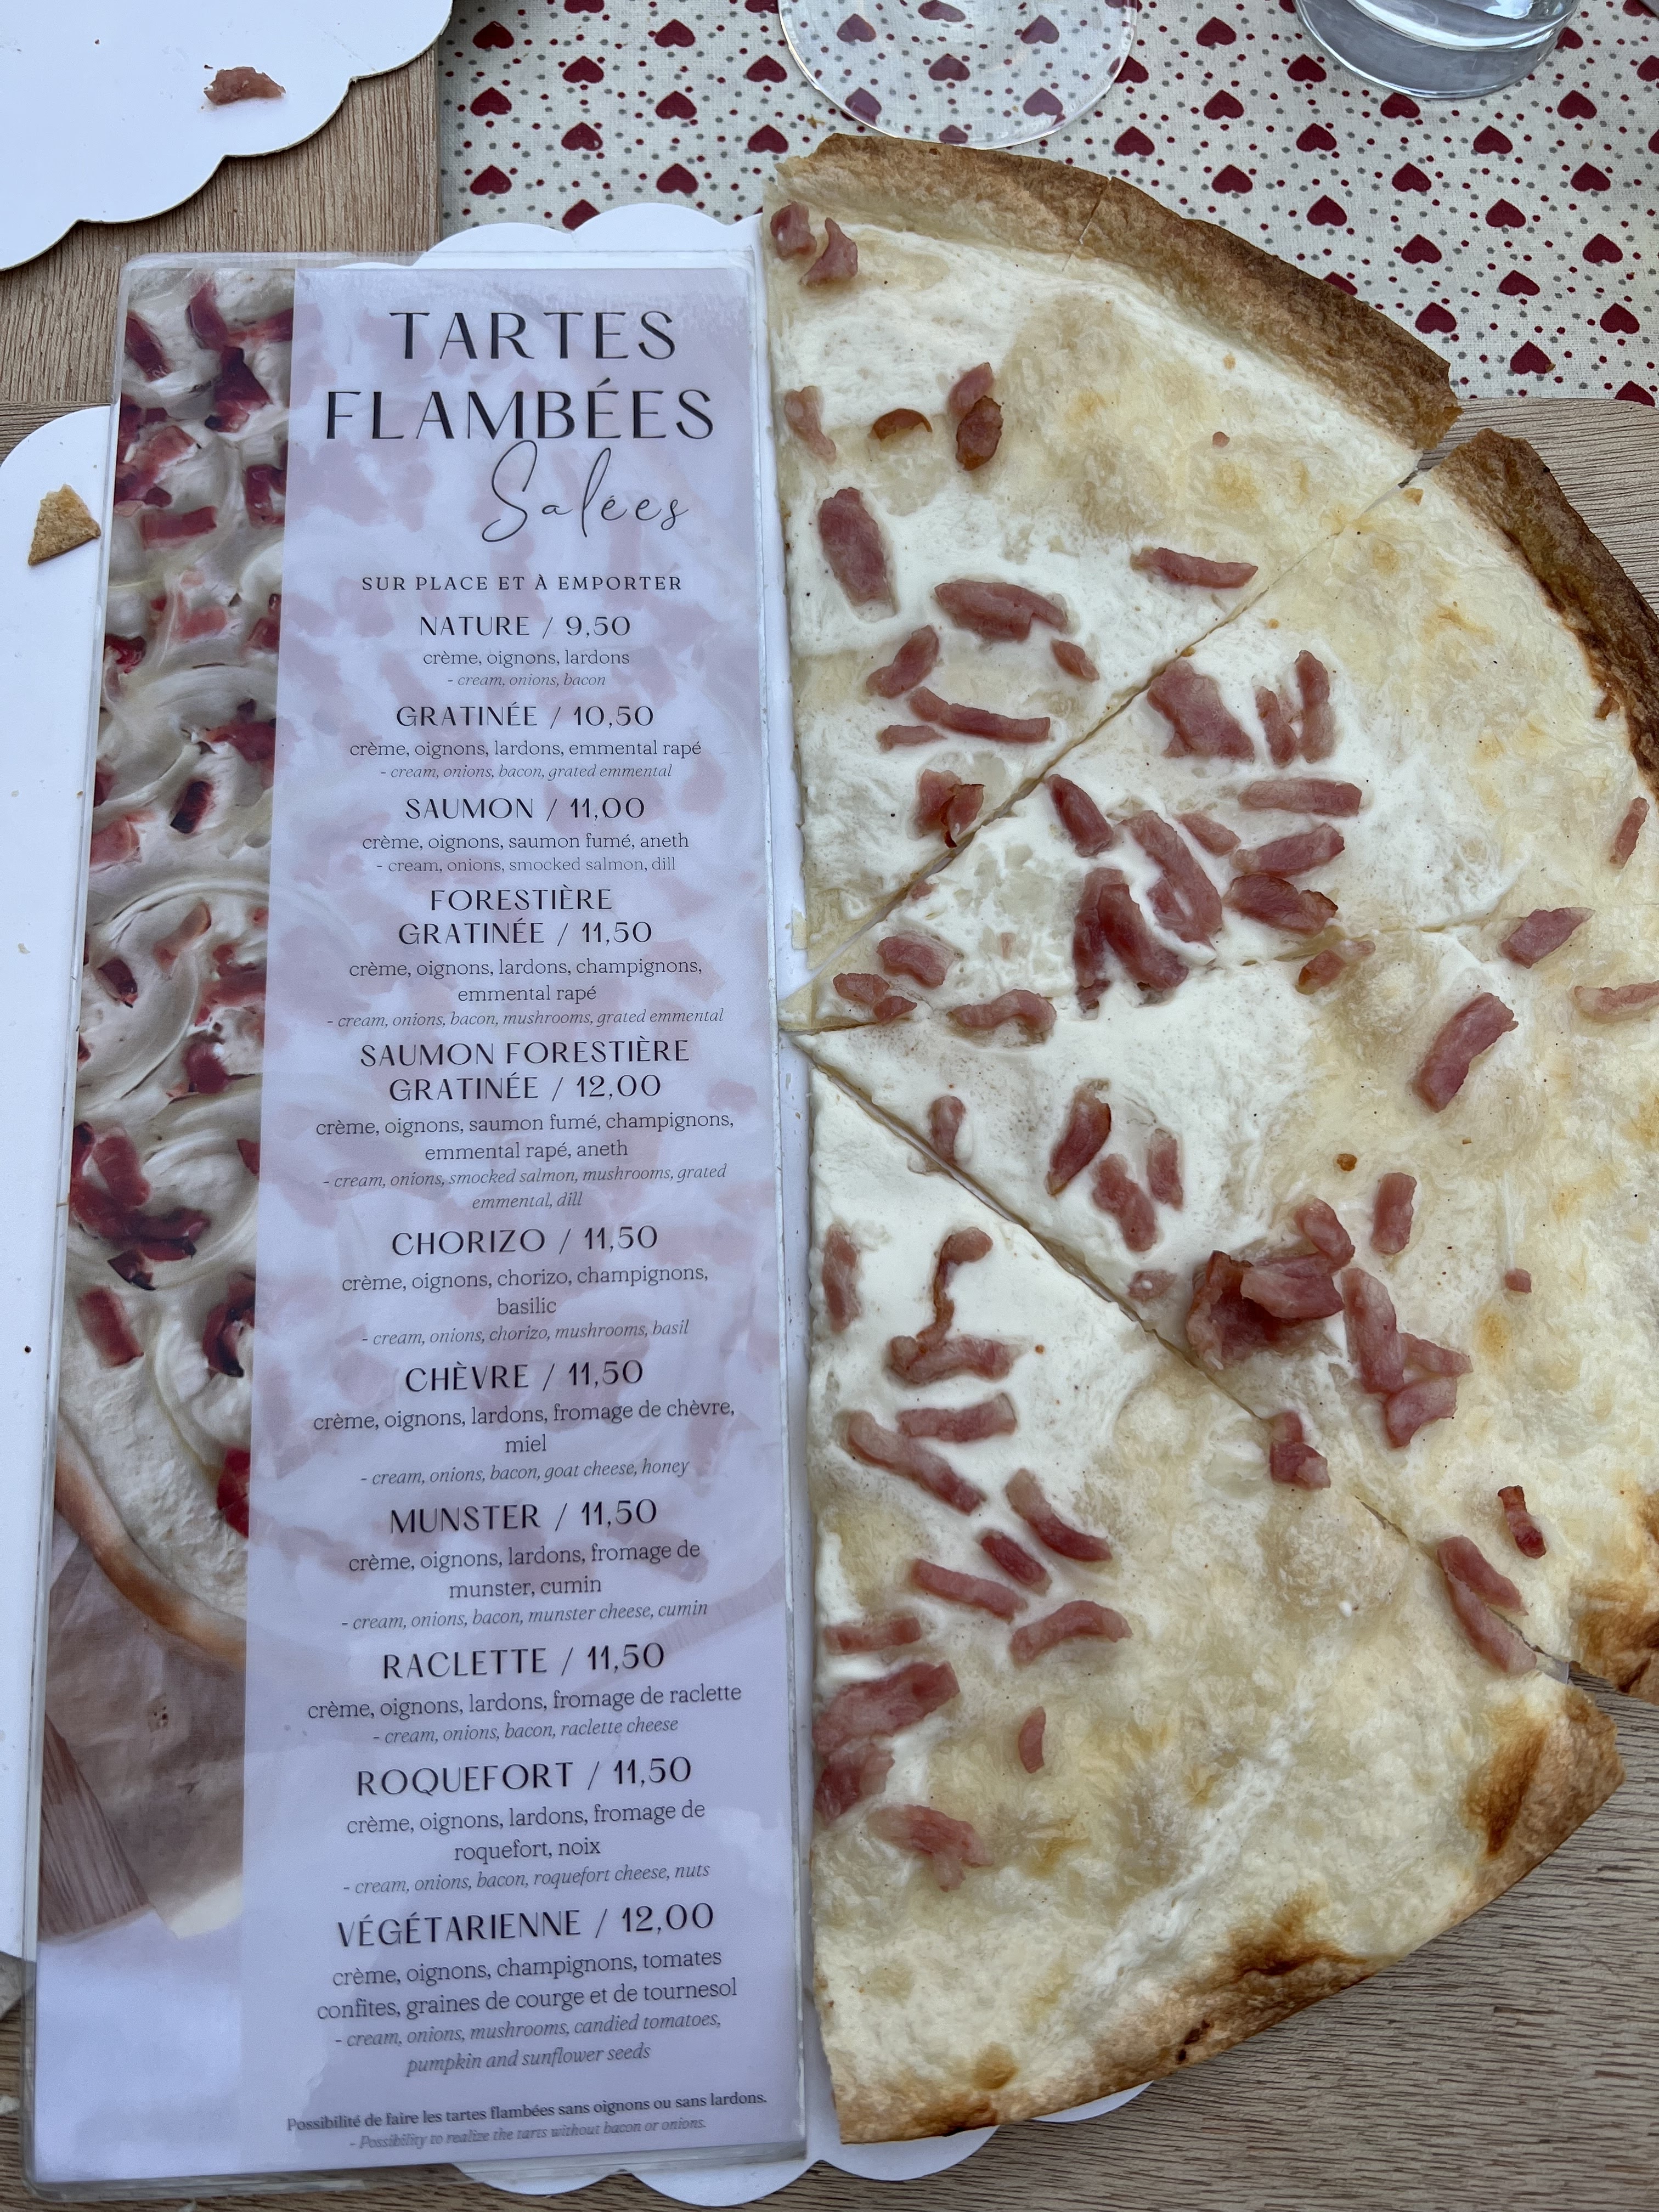 TARTES
FLAMBÉES
Salées
SUR PLACE ET À EMPORTER
NATURE / 9,50
crème, oignons, lardons
- cream, onions, bacon
GRATINÉE / 10,50
crème, oignons, lardons, emmental rapé
- cream, onions, bacon, grated emmental
SAUMON / 11,00
crème, oignons, saumon fumé, aneth
- cream, onions, smocked salmon, dill
FORESTIÈRE
GRATINÉE / 11,50
crème, oignons, lardons, champignons,
emmental rapé
- cream, onions, bacon, mushrooms, grated emmental
SAUMON FORESTIÈRE
GRATINÉE / 12,00
crème, oignons, saumon fumé, champignons,
emmental rapé, aneth
- cream, onions, smocked salmon, mushrooms, grated
emmental, dill
CHORIZO / 11,50
crème, oignons, chorizo, champignons,
basilic
- cream, onions, chorizo, mushrooms, basil
CHÈVRE / 11,50
crème, oignons, lardons, fromage de chèvre,
miel
- cream, onions, bacon, goat cheese, honey
MUNSTER / 11,50
crème, oignons, lardons, fromage de
munster, cumin
- cream, onions, bacon, munster cheese, cumin
RACLETTE / 11,50
crème, oignons, lardons, fromage de raclette
- cream, onions, bacon, raclette cheese
ROQUEFORT / 11,50
crème, oignons, lardons, fromage de
roquefort, noix
- cream, onions, bacon, roquefort cheese, nuts
VÉGÉTARIENNE / 12,00
crème, oignons, champignons, tomates
confites, graines de courge et de tournesol
- cream, onions, mushrooms, candied tomatoes,
pumpkin and sunflower seeds
Possibilité de faire les tartes flambées sans oignons ou sans lardons.
- Possibility to realize the tarts without bacon or onions.